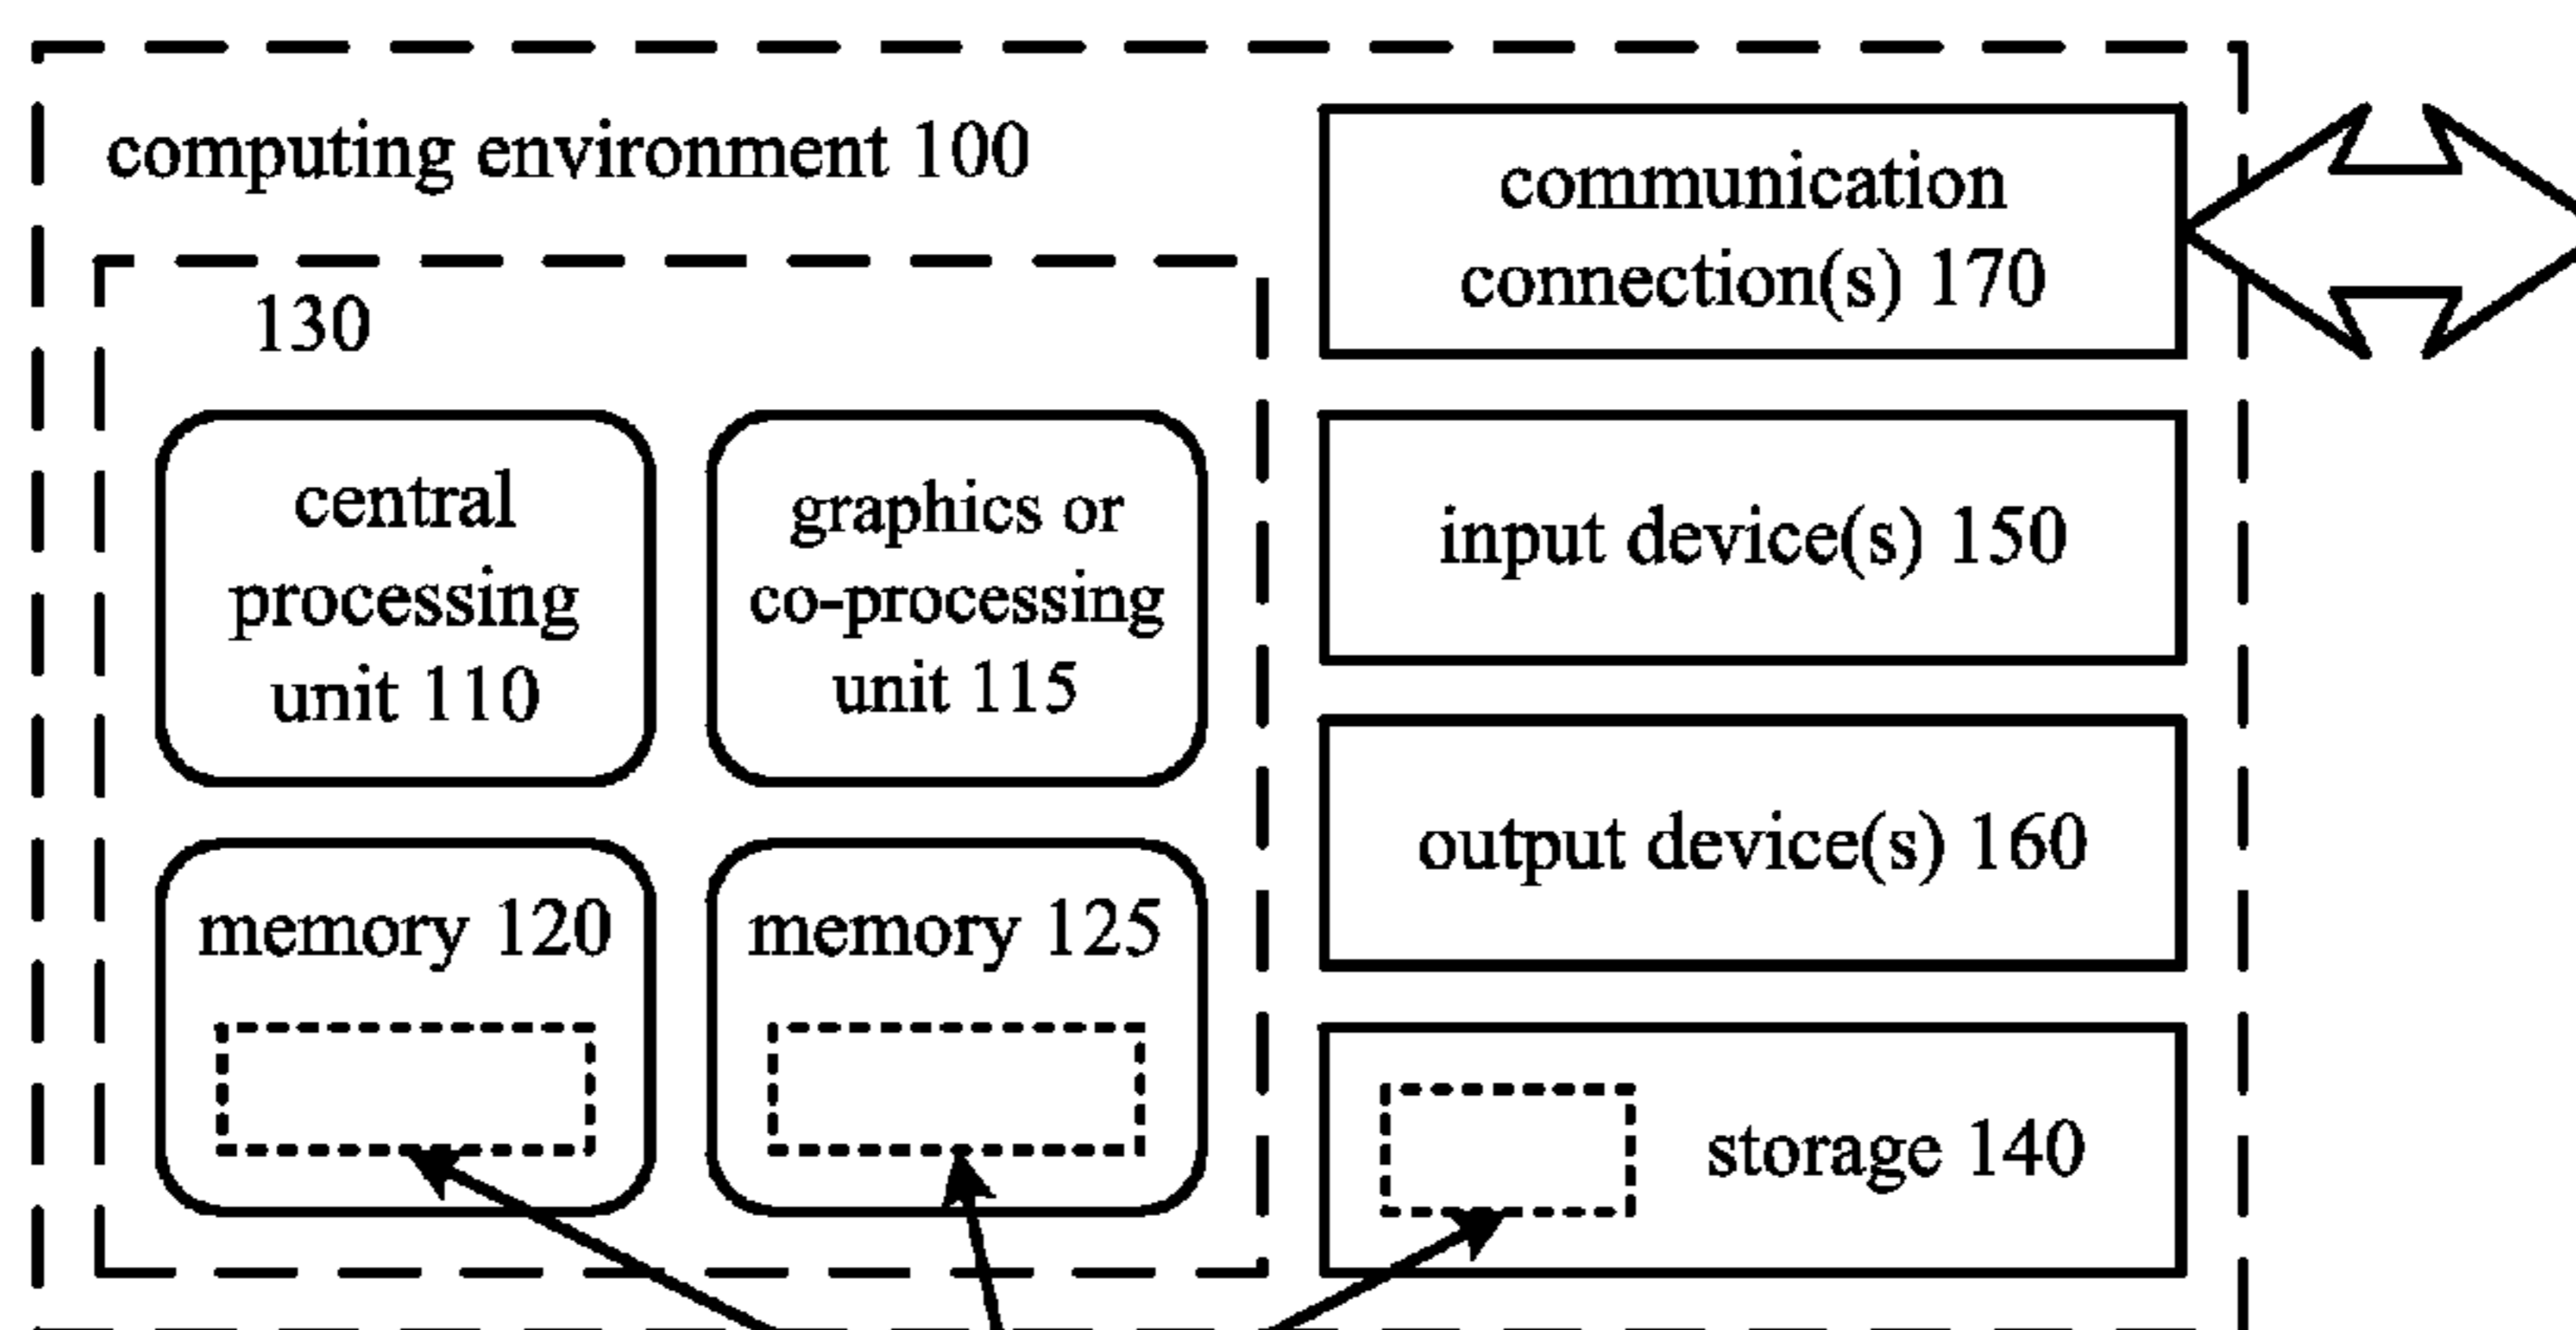 computing environment 100
130
central
processing
unit 110
graphics or
co-processing
unit 115
memory 120
memory 125
communication
connection(s) 170
input device(s) 150
output device(s) 160
storage 140